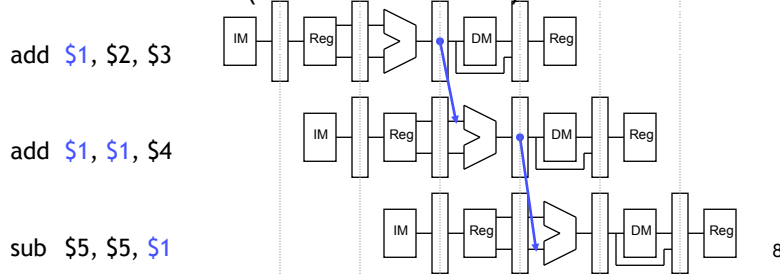 add $1, $2, $3
IM Reg DM Reg
add $1, $1, $4
IM Reg DM Reg
sub $5, $5, $1
IM Reg DM Reg
8